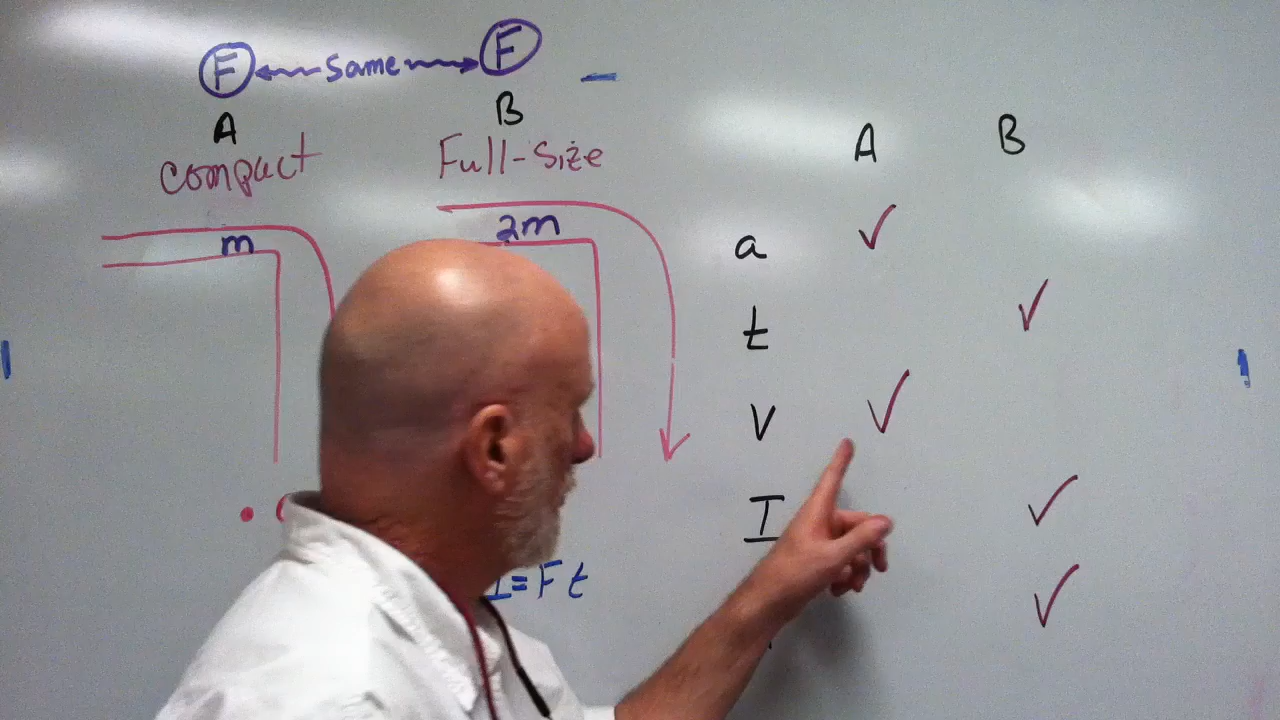 F same F
A B
compact Full-Size
m 2m
I = Ft
A B
a ✓
t ✓
v ✓
I ✓
✓